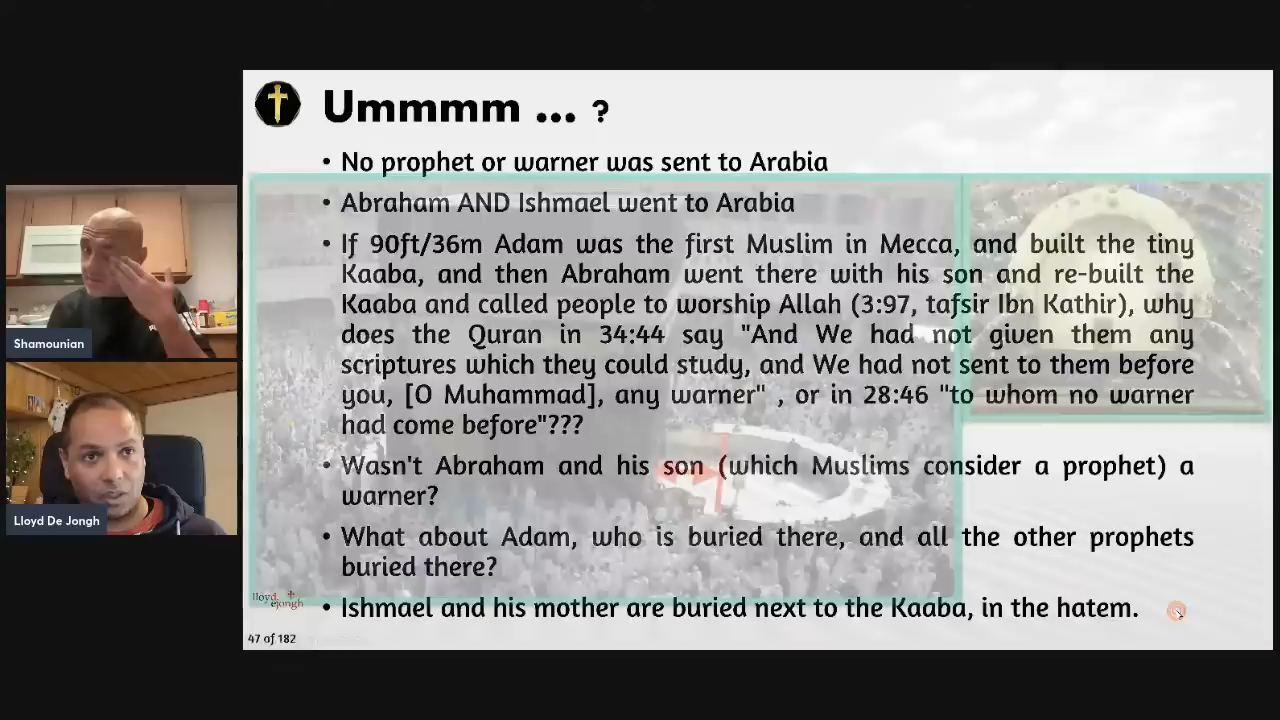 Ummmm ... ?
• No prophet or warner was sent to Arabia
• Abraham AND Ishmael went to Arabia
• If 90ft/36m Adam was the first Muslim in Mecca, and built the tiny
Kaaba, and then Abraham went there with his son and re-built the
Kaaba and called people to worship Allah (3:97, tafsir Ibn Kathir), why
does the Quran in 34:44 say "And We had not given them any
scriptures which they could study, and We had not sent to them before
you, [O Muhammad], any warner" , or in 28:46 "to whom no warner
had come before"???
Shamounian
• Wasn't Abraham and his son (which Muslims consider a prophet) a
warner?
Lloyd De Jongh
• What about Adam, who is buried there, and all the other prophets
buried there?
lloyd
ejongh
• Ishmael and his mother are buried next to the Kaaba, in the hatem.
47 of 182